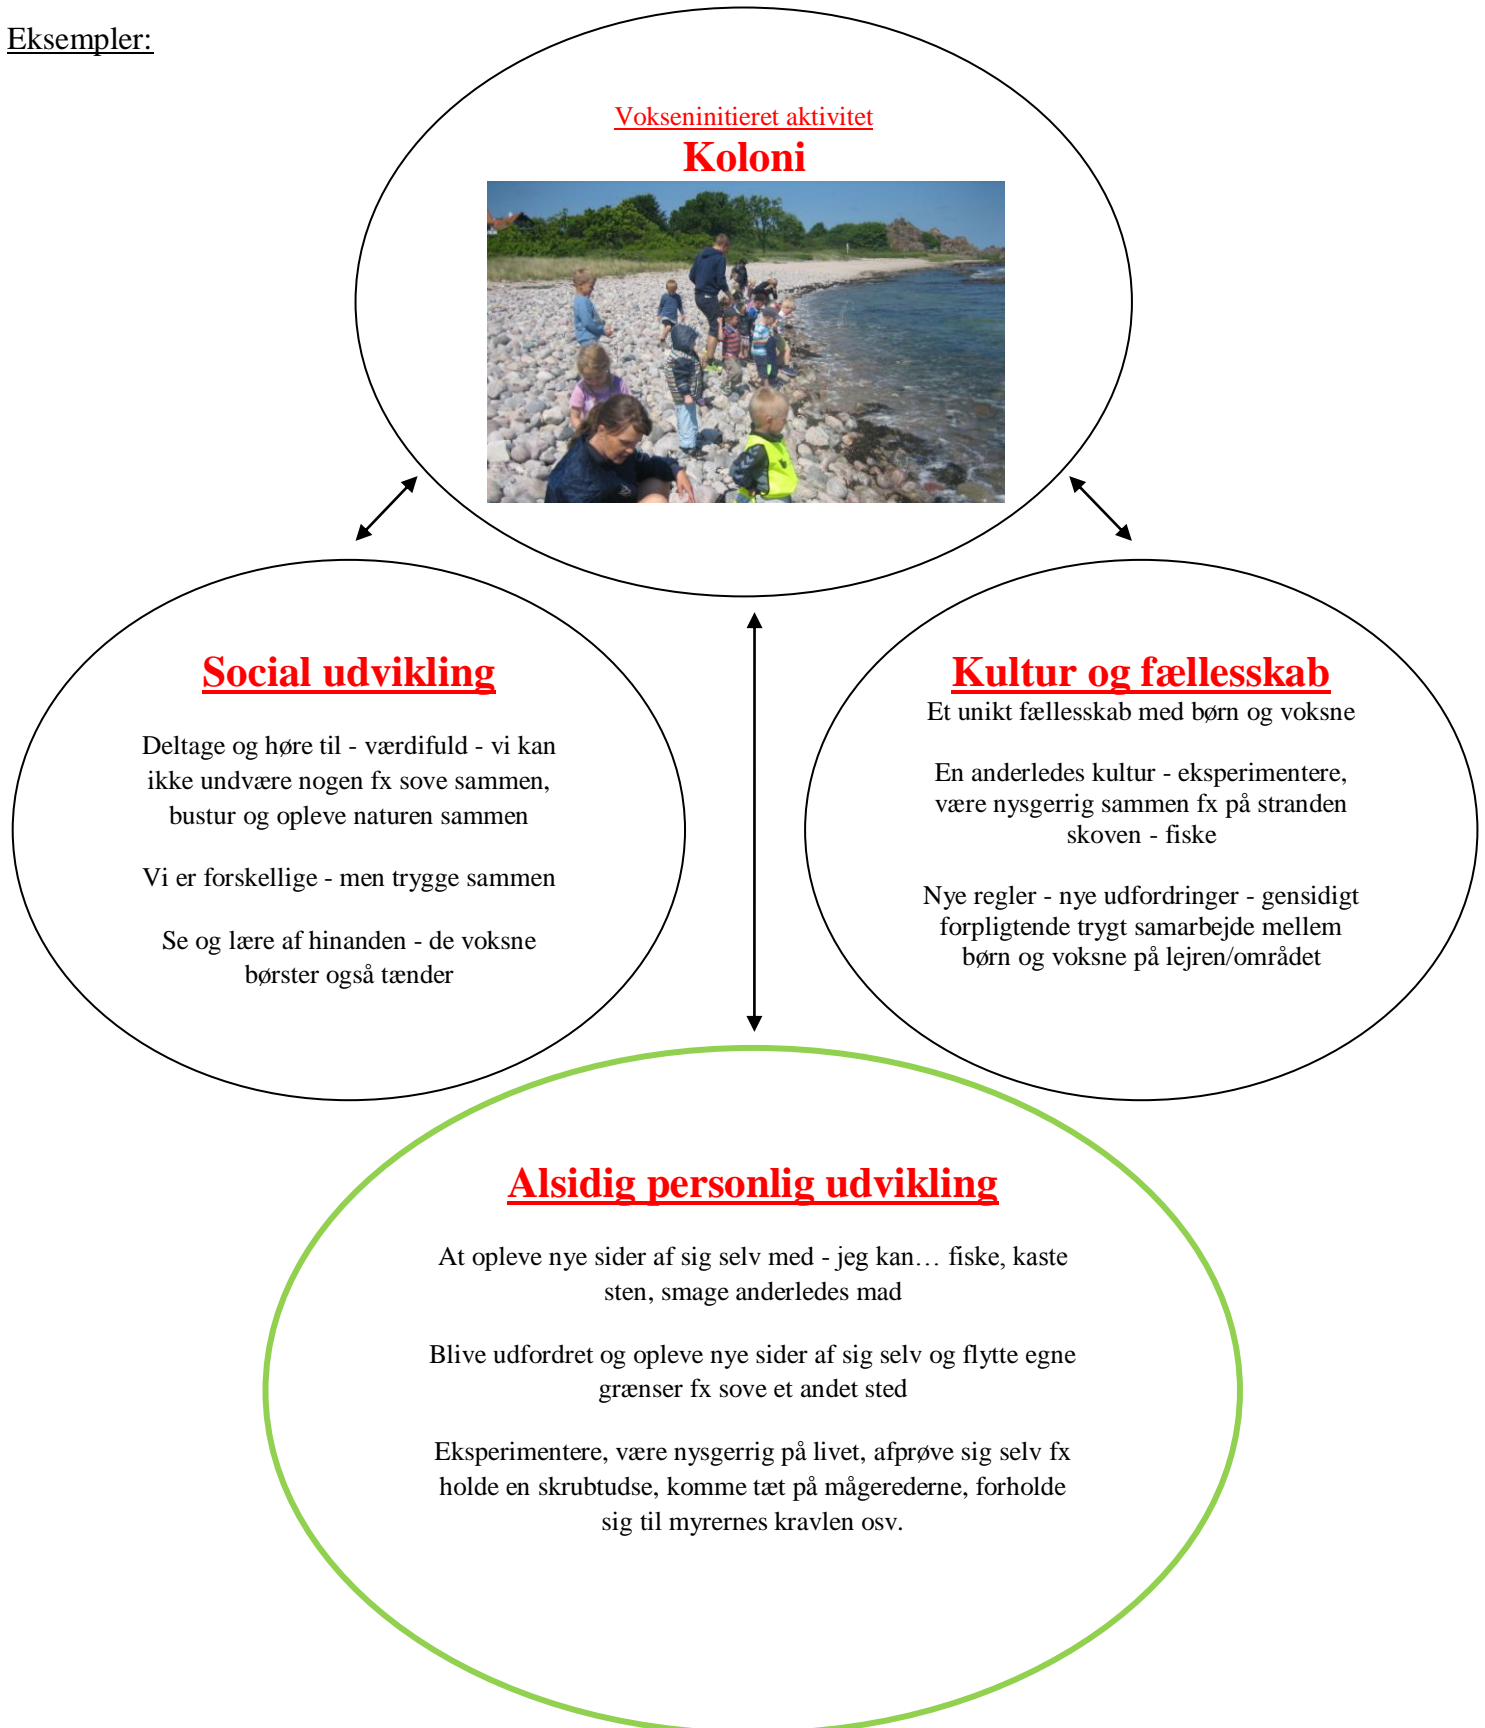 Eksempler:
Vokseninitieret aktivitet
Koloni
Social udvikling
Deltage og høre til - værdifuld - vi kan
ikke undvære nogen fx sove sammen,
bustur og opleve naturen sammen
Vi er forskellige - men trygge sammen
Se og lære af hinanden - de voksne
børster også tænder
Kultur og fællesskab
Et unikt fællesskab med børn og voksne
En anderledes kultur - eksperimentere,
være nysgerrig sammen fx på stranden
skoven - fiske
Nye regler - nye udfordringer - gensidigt
forpligtende trygt samarbejde mellem
børn og voksne på lejren/området
Alsidig personlig udvikling
At opleve nye sider af sig selv med - jeg kan… fiske, kaste
sten, smage anderledes mad
Blive udfordret og opleve nye sider af sig selv og flytte egne
grænser fx sove et andet sted
Eksperimentere, være nysgerrig på livet, afprøve sig selv fx
holde en skrubtudse, komme tæt på mågerederne, forholde
sig til myrernes kravlen osv.